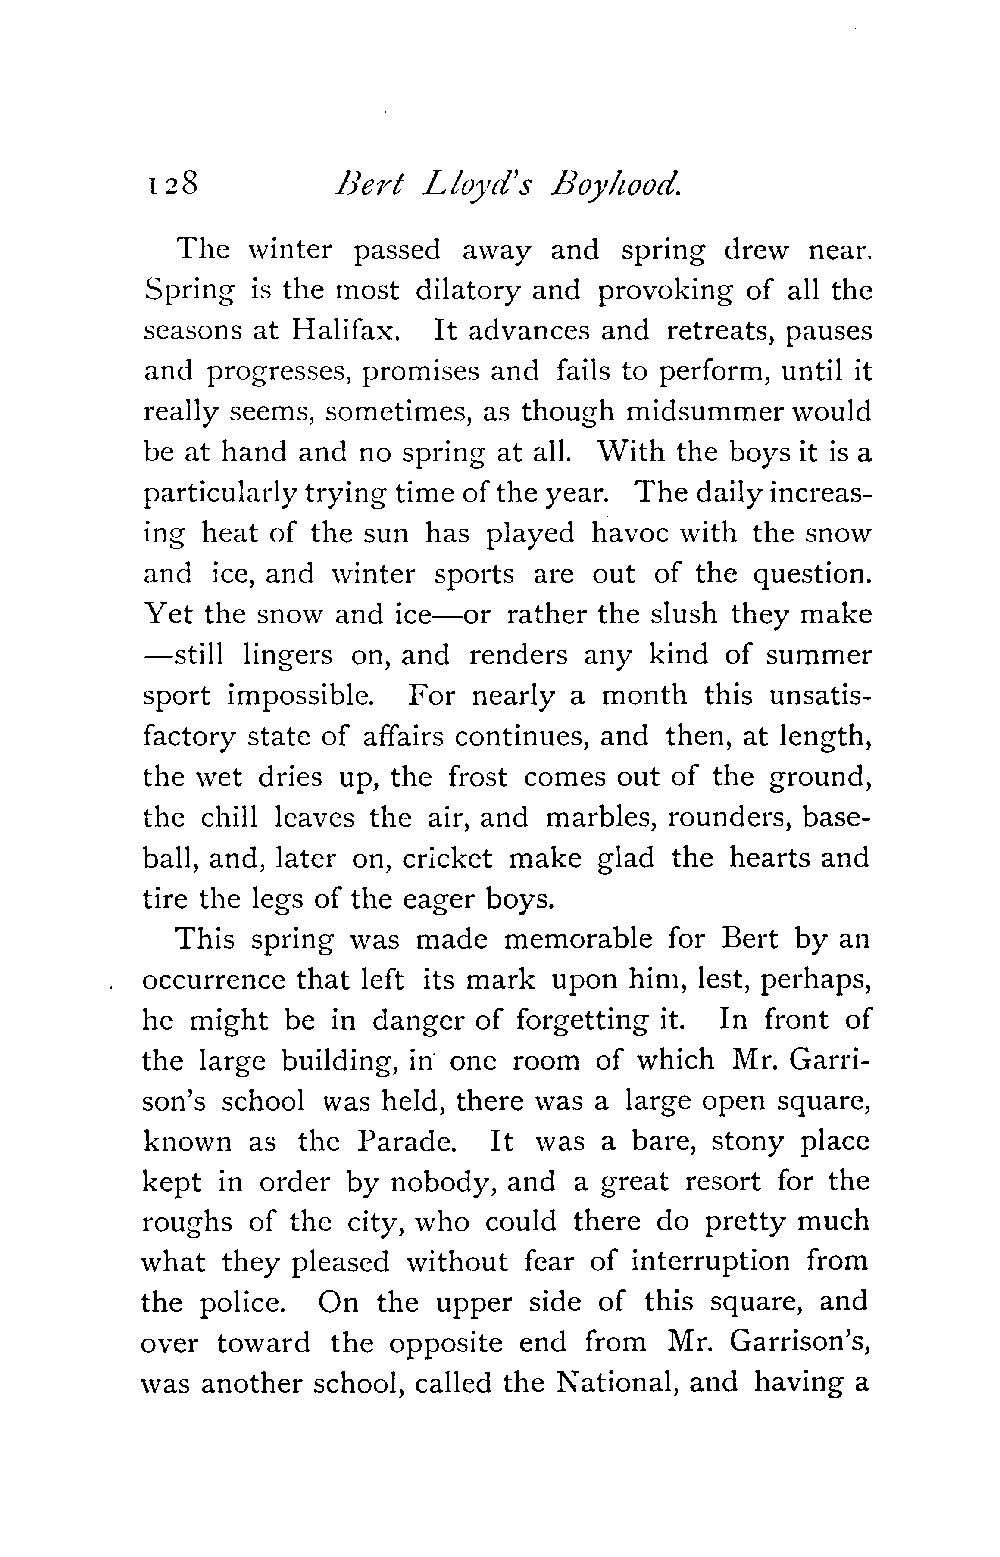 128 Bert Lloyd's Boyhood.
The winter passed away and spring drew near.
Spring is the most dilatory and provoking of all the
seasons at Halifax. It advances and retreats, pauses
and progresses, promises and fails to perform, until it
really seems, sometimes, as though midsummer would
be at hand and no spring at all. With the boys it is a
particularly trying time of the year. The daily increas-
ing heat of the sun has played havoc with the snow
and ice, and winter sports are out of the question.
Yet the snow and ice—or rather the slush they make
—still lingers on, and renders any kind of summer
sport impossible. For nearly a month this unsatis-
factory state of affairs continues, and then, at length,
the wet dries up, the frost comes out of the ground,
the chill leaves the air, and marbles, rounders, base-
ball, and, later on, cricket make glad the hearts and
tire the legs of the eager boys.
This spring was made memorable for Bert by an
occurrence that left its mark upon him, lest, perhaps,
he might be in danger of forgetting it. In front of
the large building, in one room of which Mr. Garri-
son's school was held, there was a large open square,
known as the Parade. It was a bare, stony place
kept in order by nobody, and a great resort for the
roughs of the city, who could there do pretty much
what they pleased without fear of interruption from
the police. On the upper side of this square, and
over toward the opposite end from Mr. Garrison's,
was another school, called the National, and having a